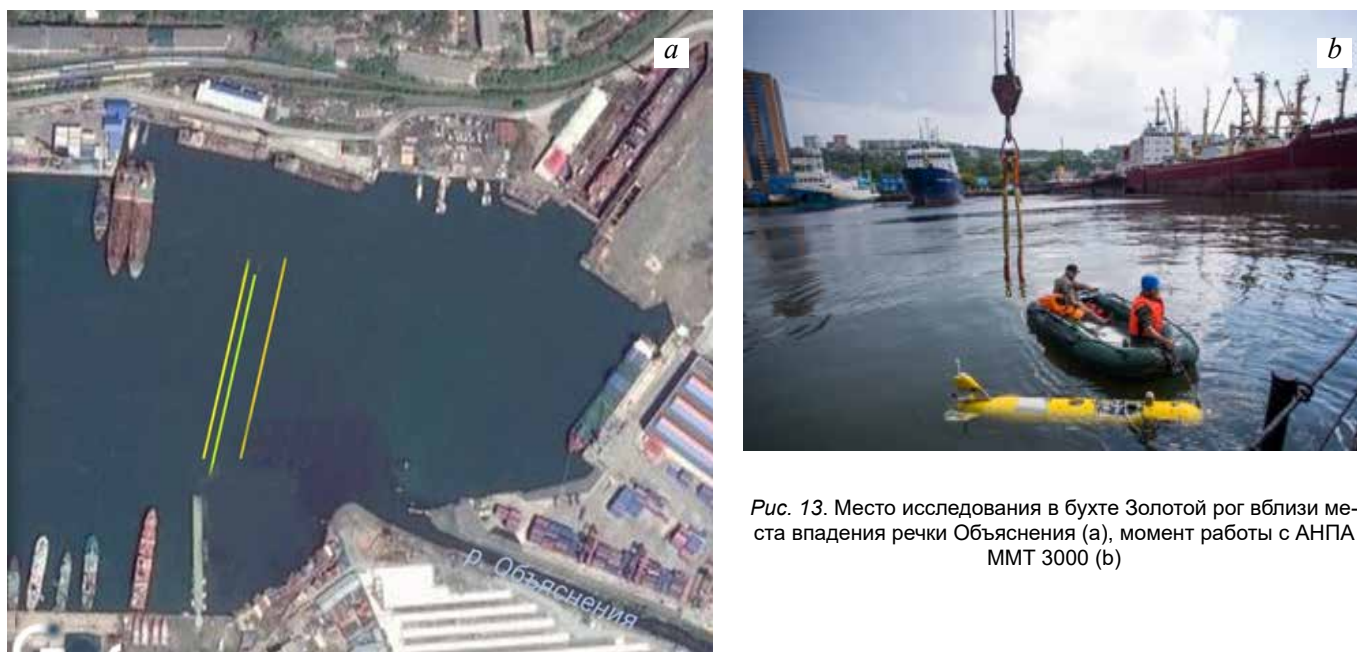 a
b
р. Объяснения
Рис. 13. Место исследования в бухте Золотой рог вблизи ме-
ста впадения речки Объяснения (a), момент работы с АНПА
ММТ 3000 (b)